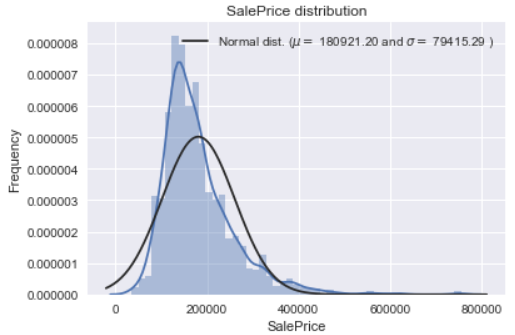 SalePrice distribution
Normal dist. (μ = 180921.20 and σ = 79415.29 )
Frequency
0.000008
0.000007
0.000006
0.000005
0.000004
0.000003
0.000002
0.000001
0.000000
0 200000 400000 600000 800000
SalePrice